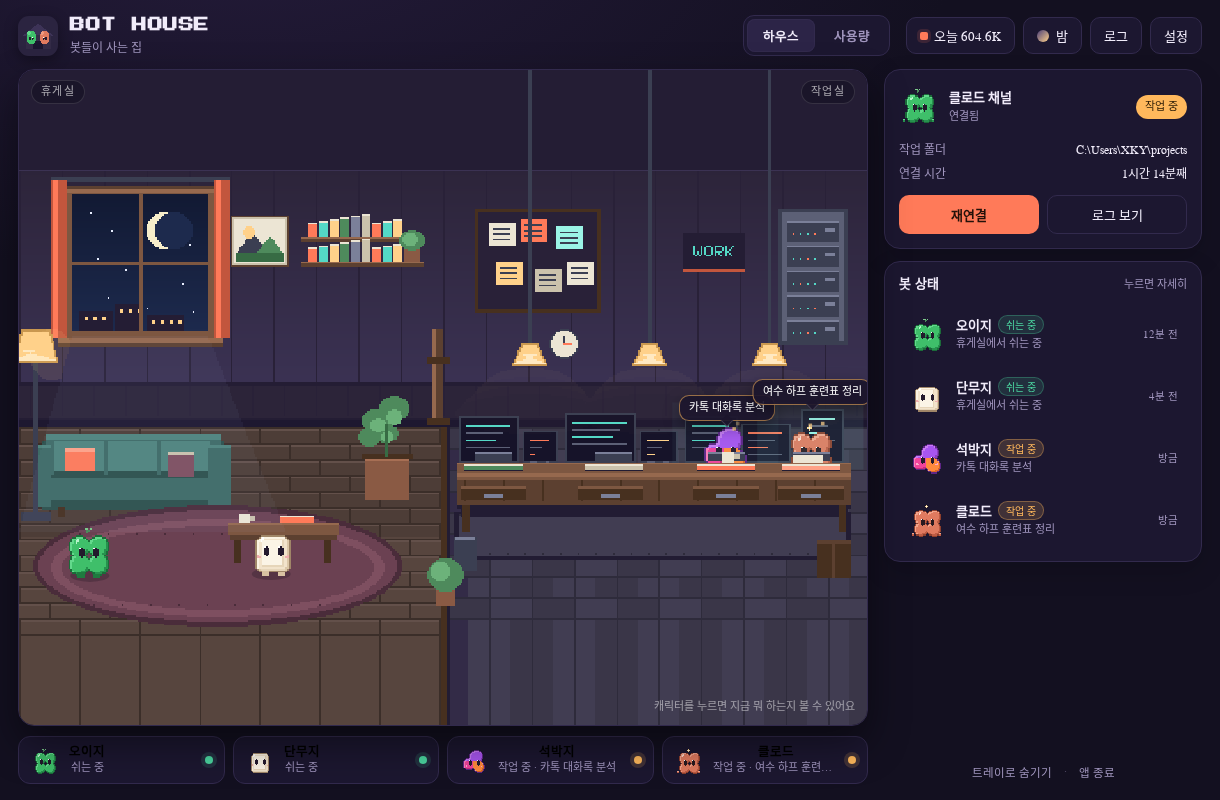 BOT HOUSE
봇들이 사는 집
하우스
사용량
오늘 604.6K
밤
로그
설정
휴게실
작업실
WORK
카톡 대화록 분석
여수 하프 훈련표 정리
캐릭터를 누르면 지금 뭐 하는지 볼 수 있어요
오이지
쉬는 중
단무지
쉬는 중
석박지
작업 중 · 카톡 대화록 분석
클로드
작업 중 · 여수 하프 훈련...
클로드 채널
연결됨
작업 중
작업 폴더
C:\Users\XKY\projects
연결 시간
1시간 14분째
재연결
로그 보기
봇 상태
누르면 자세히
오이지
쉬는 중
휴게실에서 쉬는 중
12분 전
단무지
쉬는 중
휴게실에서 쉬는 중
4분 전
석박지
작업 중
카톡 대화록 분석
방금
클로드
작업 중
여수 하프 훈련표 정리
방금
트레이로 숨기기 · 앱 종료